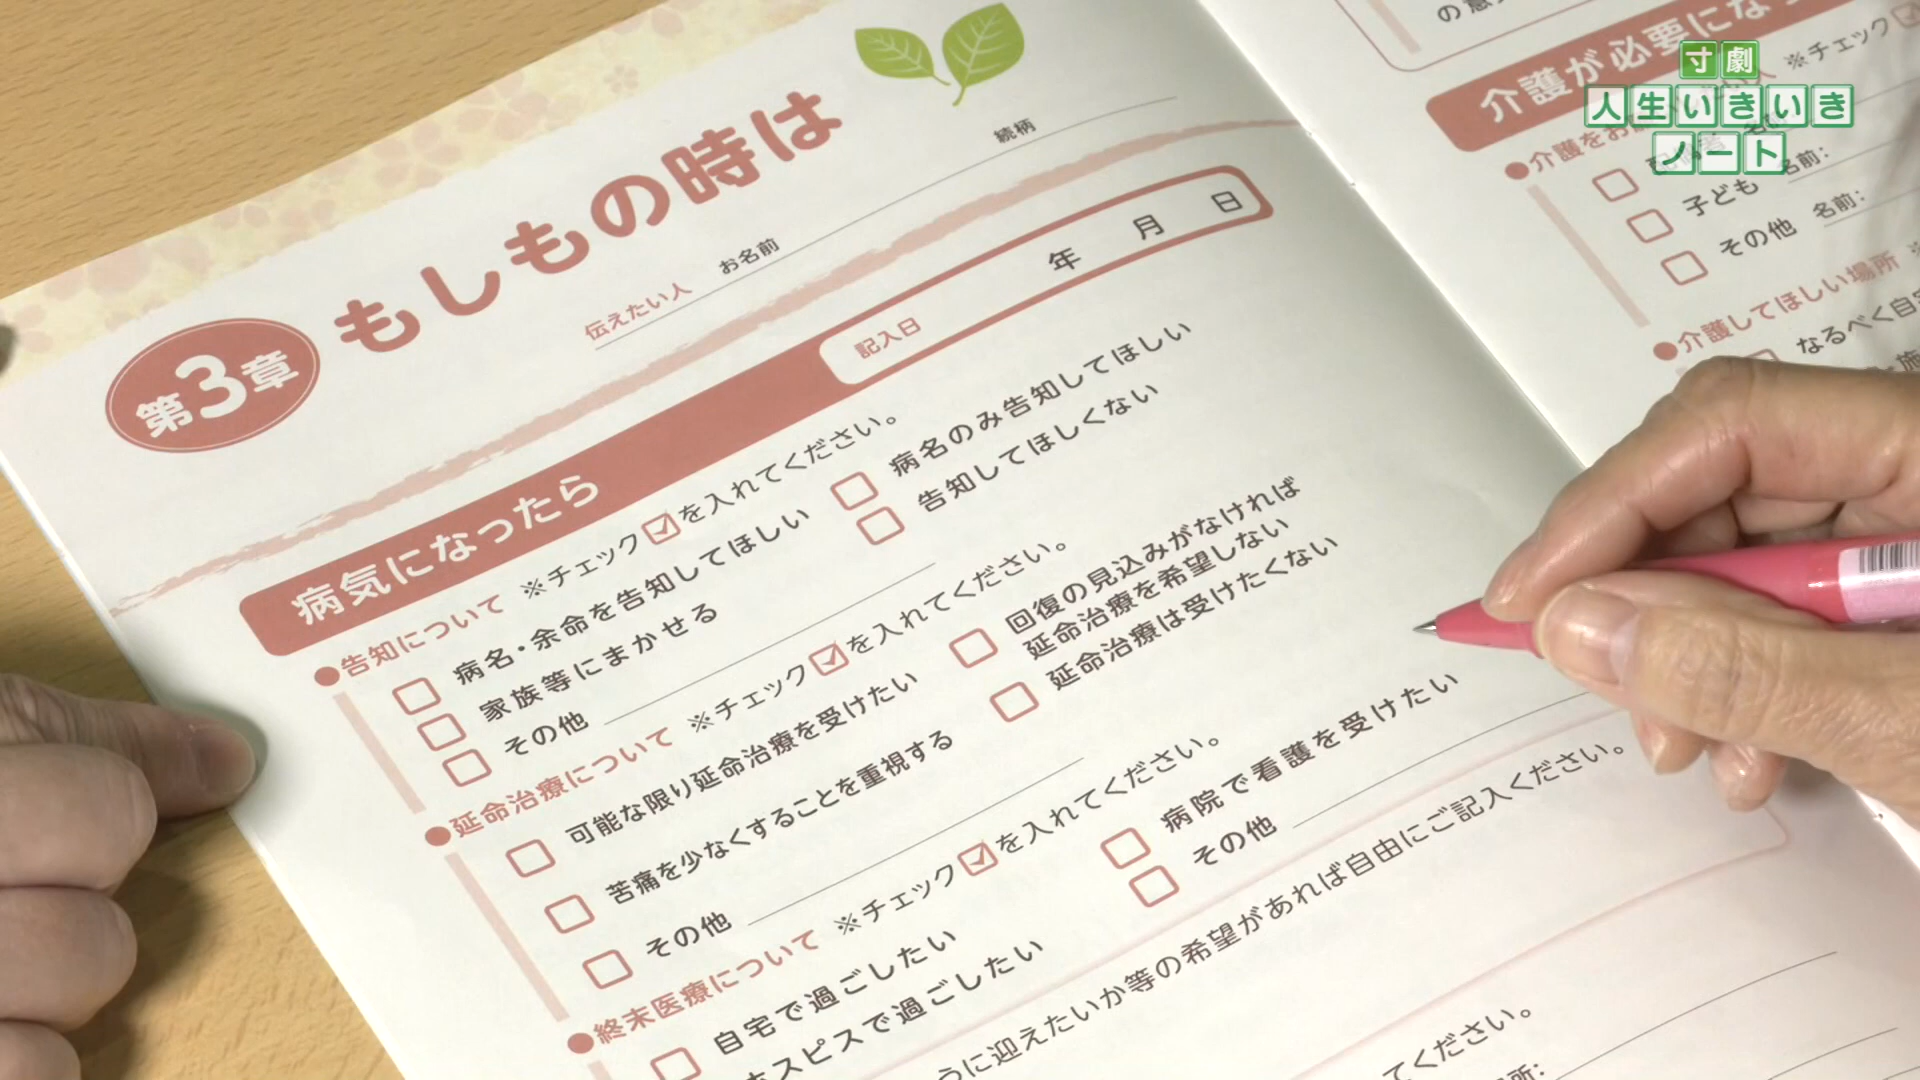 寸劇
人生いきいき
ノート
第3章
もしもの時は
伝えたい人 お名前 続柄
記入日 年 月 日
病気になったら
●告知について ※チェック☑を入れてください。
□ 病名・余命を告知してほしい □ 病名のみ告知してほしい
□ 家族等にまかせる □ 告知してほしくない
□ その他
●延命治療について ※チェック☑を入れてください。
□ 可能な限り延命治療を受けたい □ 回復の見込みがなければ
延命治療を希望しない
□ 苦痛を少なくすることを重視する □ 延命治療は受けたくない
□ その他
●終末医療について ※チェック☑を入れてください。
□ 自宅で過ごしたい □ 病院で看護を受けたい
ホスピスで過ごしたい □ その他
うに迎えたいか等の希望があれば自由にご記入ください。
てください。
所:
介護が必要にな
※チェック
●介護をお
□ 名前:
□ 子ども 名前:
□ その他 名前:
●介護してほしい場所
なるべく自宅
施